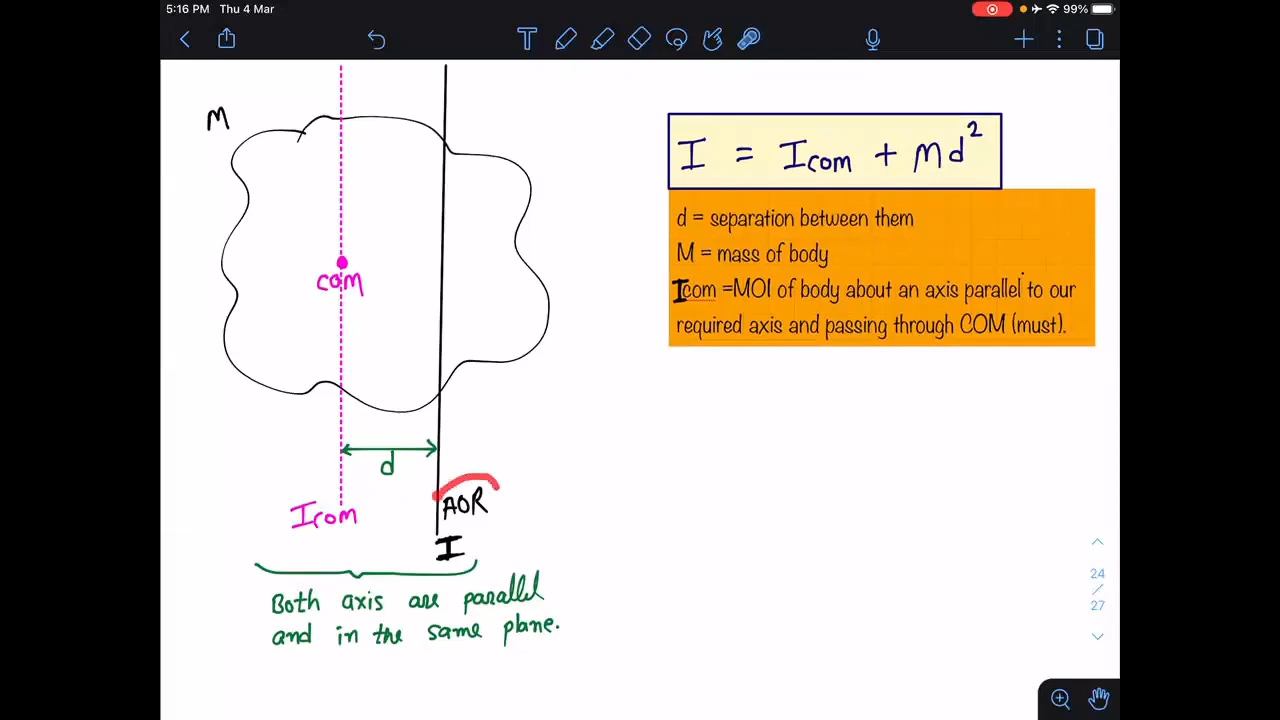 5:16 PM Thu 4 Mar
99%
M
I = Icom + Md²
d = separation between them
M = mass of body
Icom =MOI of body about an axis parallel to our
required axis and passing through COM (must).
com
d
Icom
AOR
I
Both axis are parallel
and in the same plane.
24
/
27